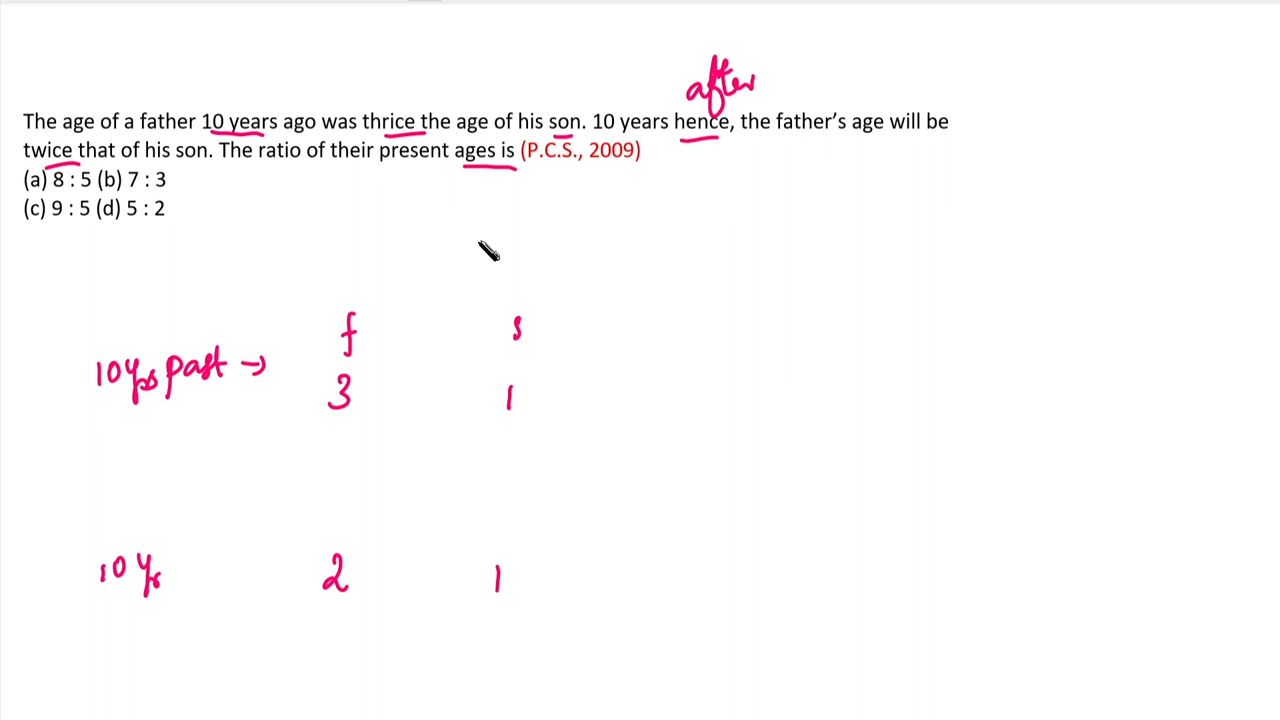 after
The age of a father 10 years ago was thrice the age of his son. 10 years hence, the father's age will be
twice that of his son. The ratio of their present ages is (P.C.S., 2009)
(a) 8 : 5 (b) 7 : 3
(c) 9 : 5 (d) 5 : 2
f s
10yrs past →
3 1
10 yr 2 1